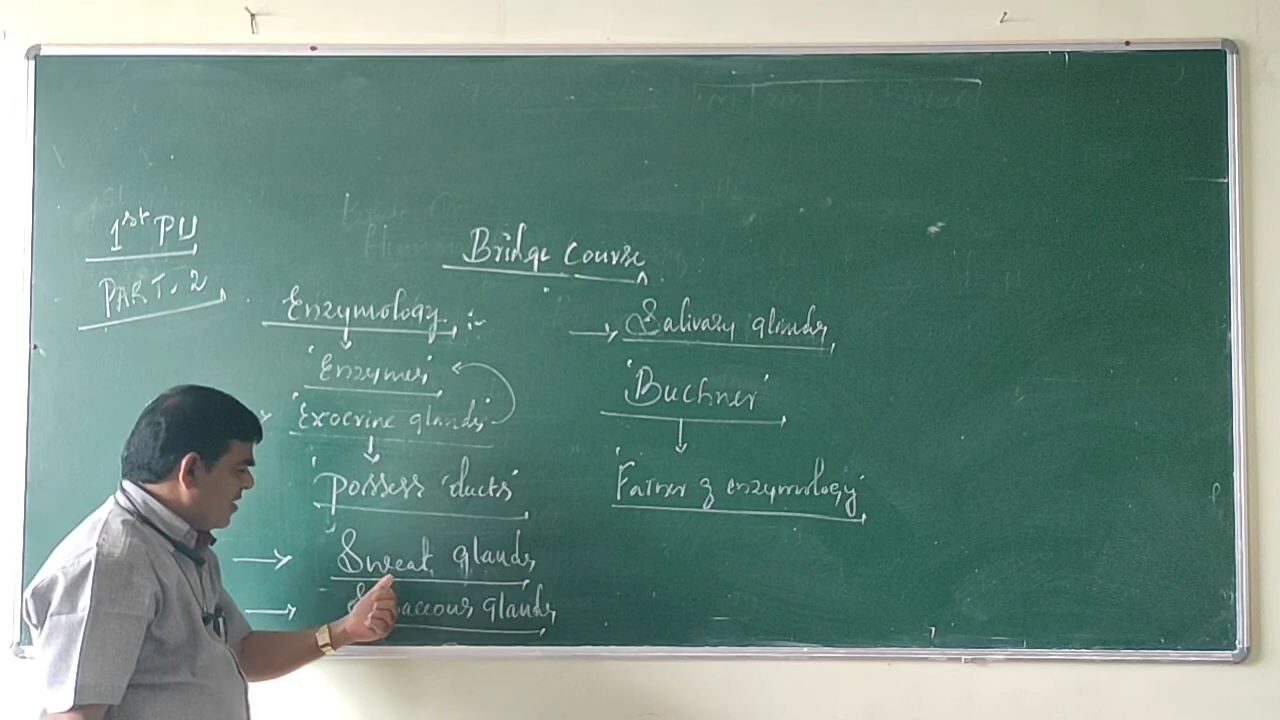 1st PU
PART-2
Bridge Course
Enzymology :-
'Enzymes'
'Exocrine glands'
'Possess 'ducts'
→ Sweat glands
→ Sebaceous glands
→ Salivary glands
'Buchner'
'Father of enzymology'